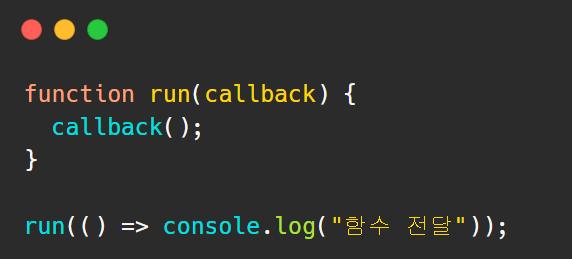 function run(callback) {
  callback();
}

run(() => console.log("함수 전달"));